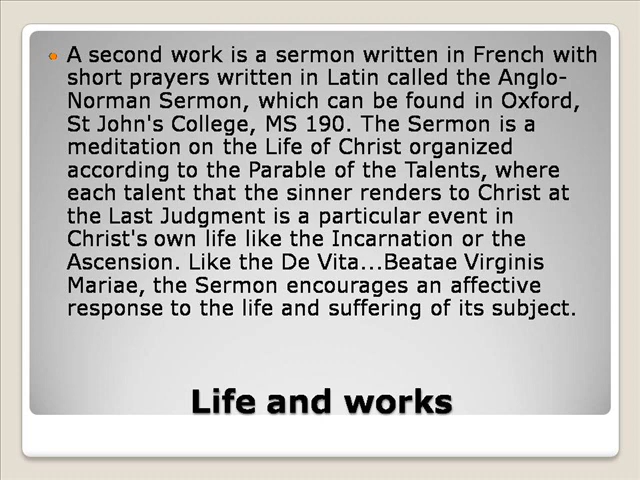 A second work is a sermon written in French with
short prayers written in Latin called the Anglo-
Norman Sermon, which can be found in Oxford,
St John's College, MS 190. The Sermon is a
meditation on the Life of Christ organized
according to the Parable of the Talents, where
each talent that the sinner renders to Christ at
the Last Judgment is a particular event in
Christ's own life like the Incarnation or the
Ascension. Like the De Vita...Beatae Virginis
Mariae, the Sermon encourages an affective
response to the life and suffering of its subject.
Life and works